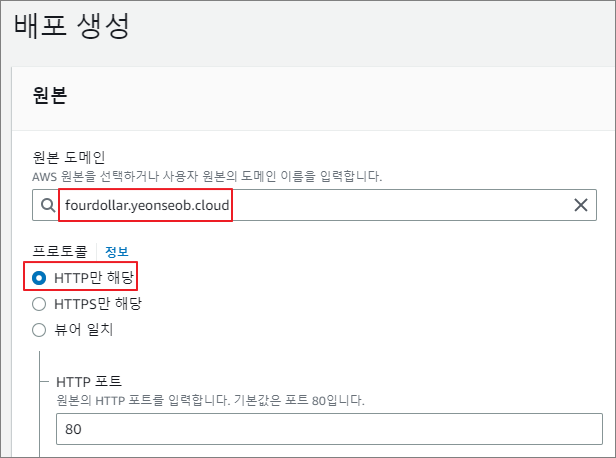 배포 생성
원본
원본 도메인
AWS 원본을 선택하거나 사용자 원본의 도메인 이름을 입력합니다.
fourdollar.yeonseob.cloud
프로토콜 정보
HTTP만 해당
HTTPS만 해당
뷰어 일치
HTTP 포트
원본의 HTTP 포트를 입력합니다. 기본값은 포트 80입니다.
80